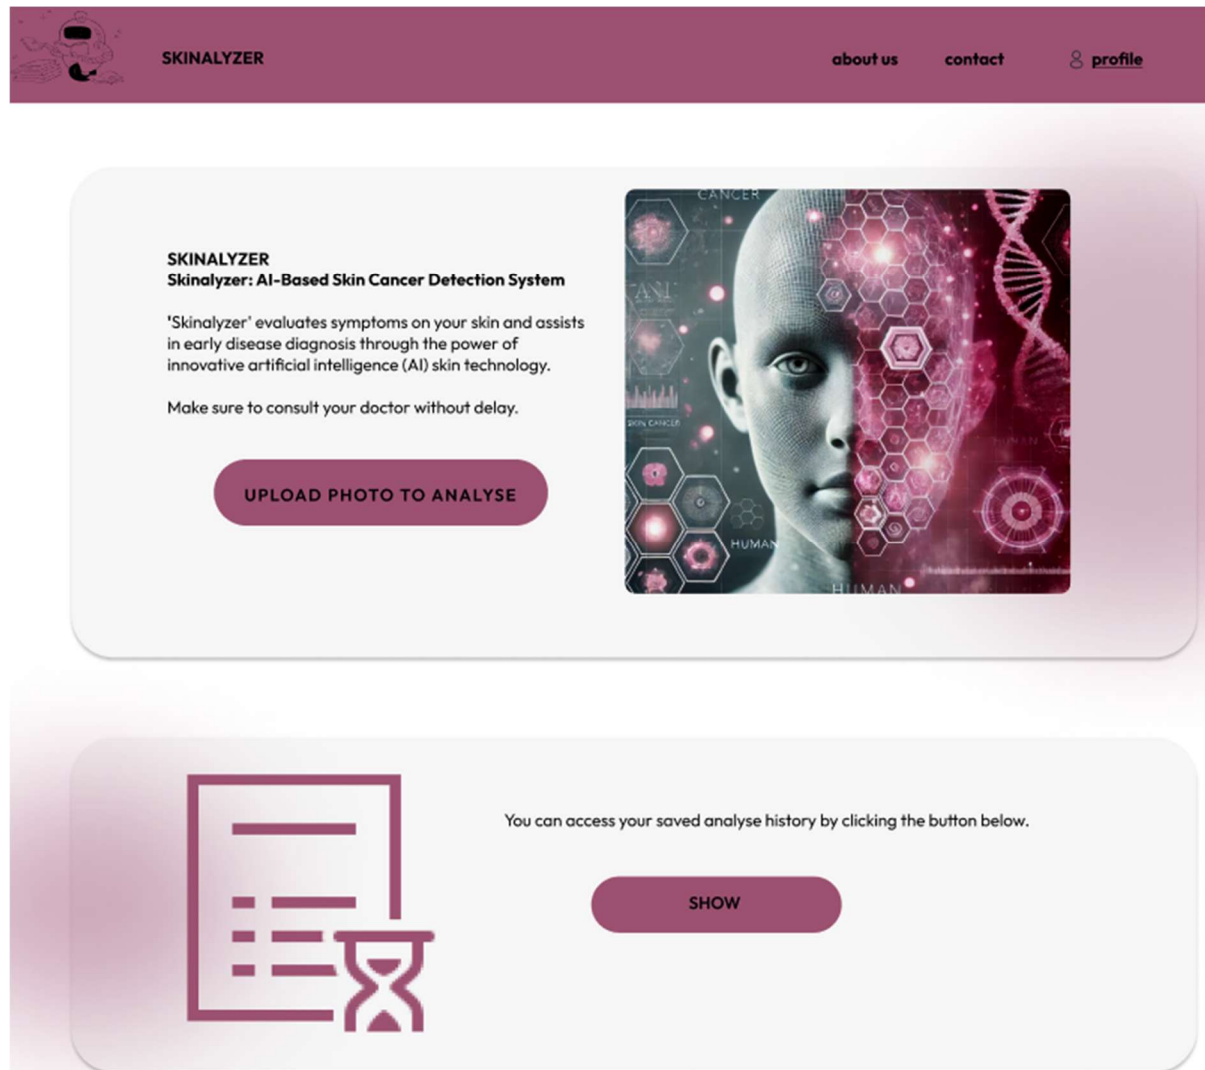 SKINALYZER
about us
contact
profile
SKINALYZER
Skinalyzer: AI-Based Skin Cancer Detection System
'Skinalyzer' evaluates symptoms on your skin and assists
in early disease diagnosis through the power of
innovative artificial intelligence (AI) skin technology.
Make sure to consult your doctor without delay.
UPLOAD PHOTO TO ANALYSE
CANCER
SKIN CANCER
HUMAN
HUMAN
HUMAN
You can access your saved analyse history by clicking the button below.
SHOW